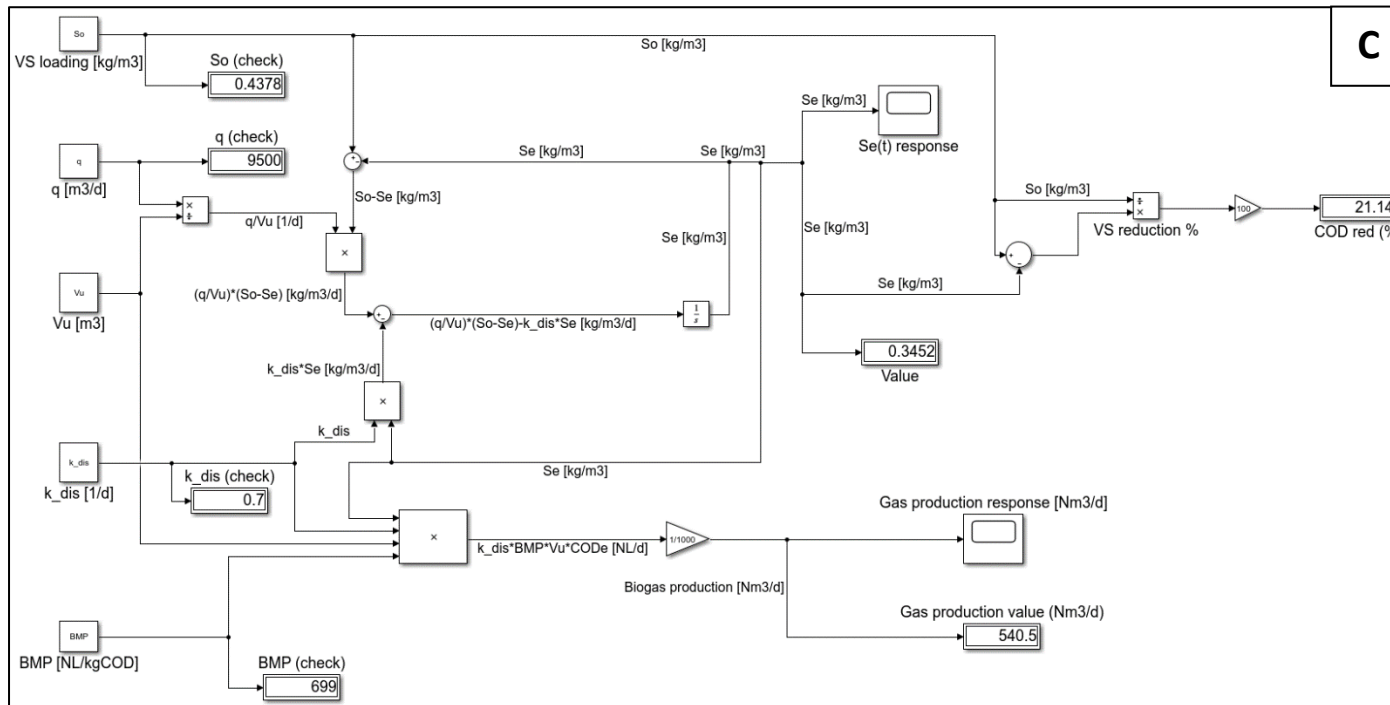 C
So
VS loading [kg/m3]
So (check)
0.4378
So [kg/m3]
q
q [m3/d]
q (check)
9500
Se [kg/m3]
Se [kg/m3]
Se [kg/m3]
Se(t) response
So-Se [kg/m3]
q/Vu [1/d]
×
÷
×
Se [kg/m3]
Se [kg/m3]
So [kg/m3]
÷
×
VS reduction %
100
21.14
COD red (%
Vu
Vu [m3]
(q/Vu)*(So-Se) [kg/m3/d]
(q/Vu)*(So-Se)-k_dis*Se [kg/m3/d]
1
s
Se [kg/m3]
0.3452
Value
k_dis*Se [kg/m3/d]
×
k_dis
k_dis
k_dis [1/d]
k_dis (check)
0.7
Se [kg/m3]
×
k_dis*BMP*Vu*CODe [NL/d]
1/1000
Gas production response [Nm3/d]
Biogas production [Nm3/d]
Gas production value (Nm3/d)
540.5
BMP
BMP [NL/kgCOD]
BMP (check)
699